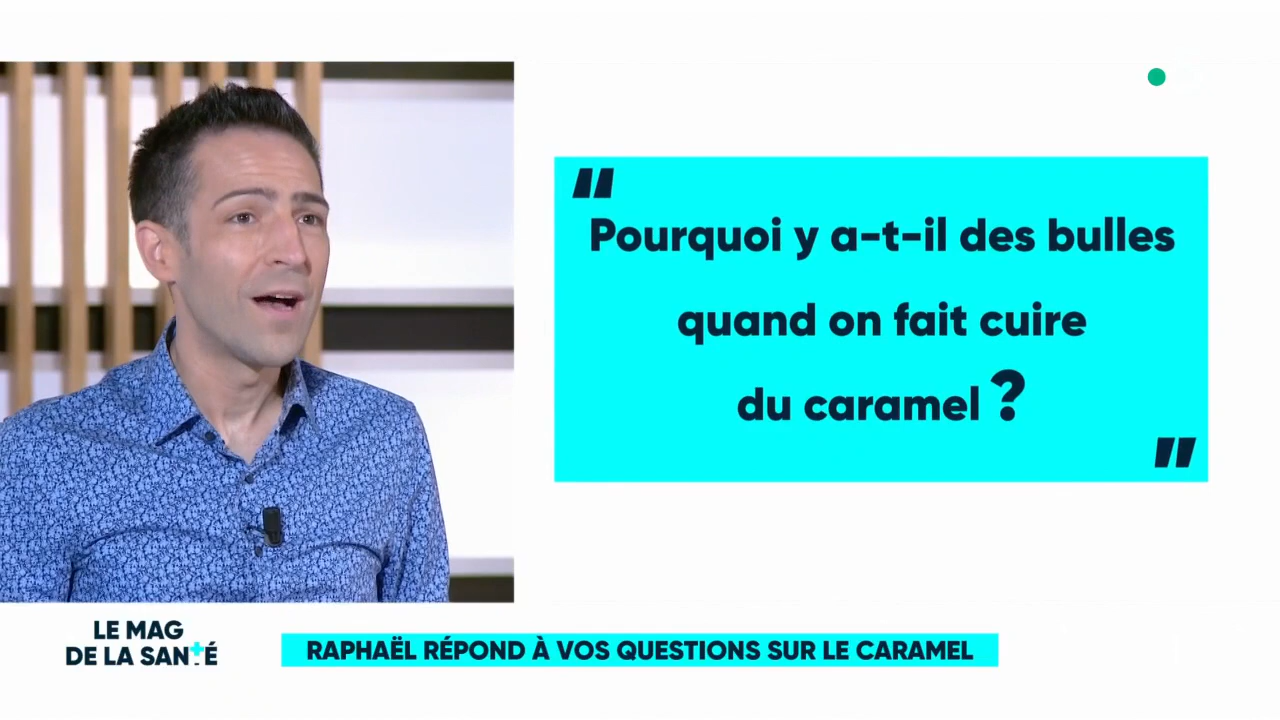 "
Pourquoi y a-t-il des bulles
quand on fait cuire
du caramel ?
"
LE MAG
DE LA SANTÉ
RAPHAËL RÉPOND À VOS QUESTIONS SUR LE CARAMEL